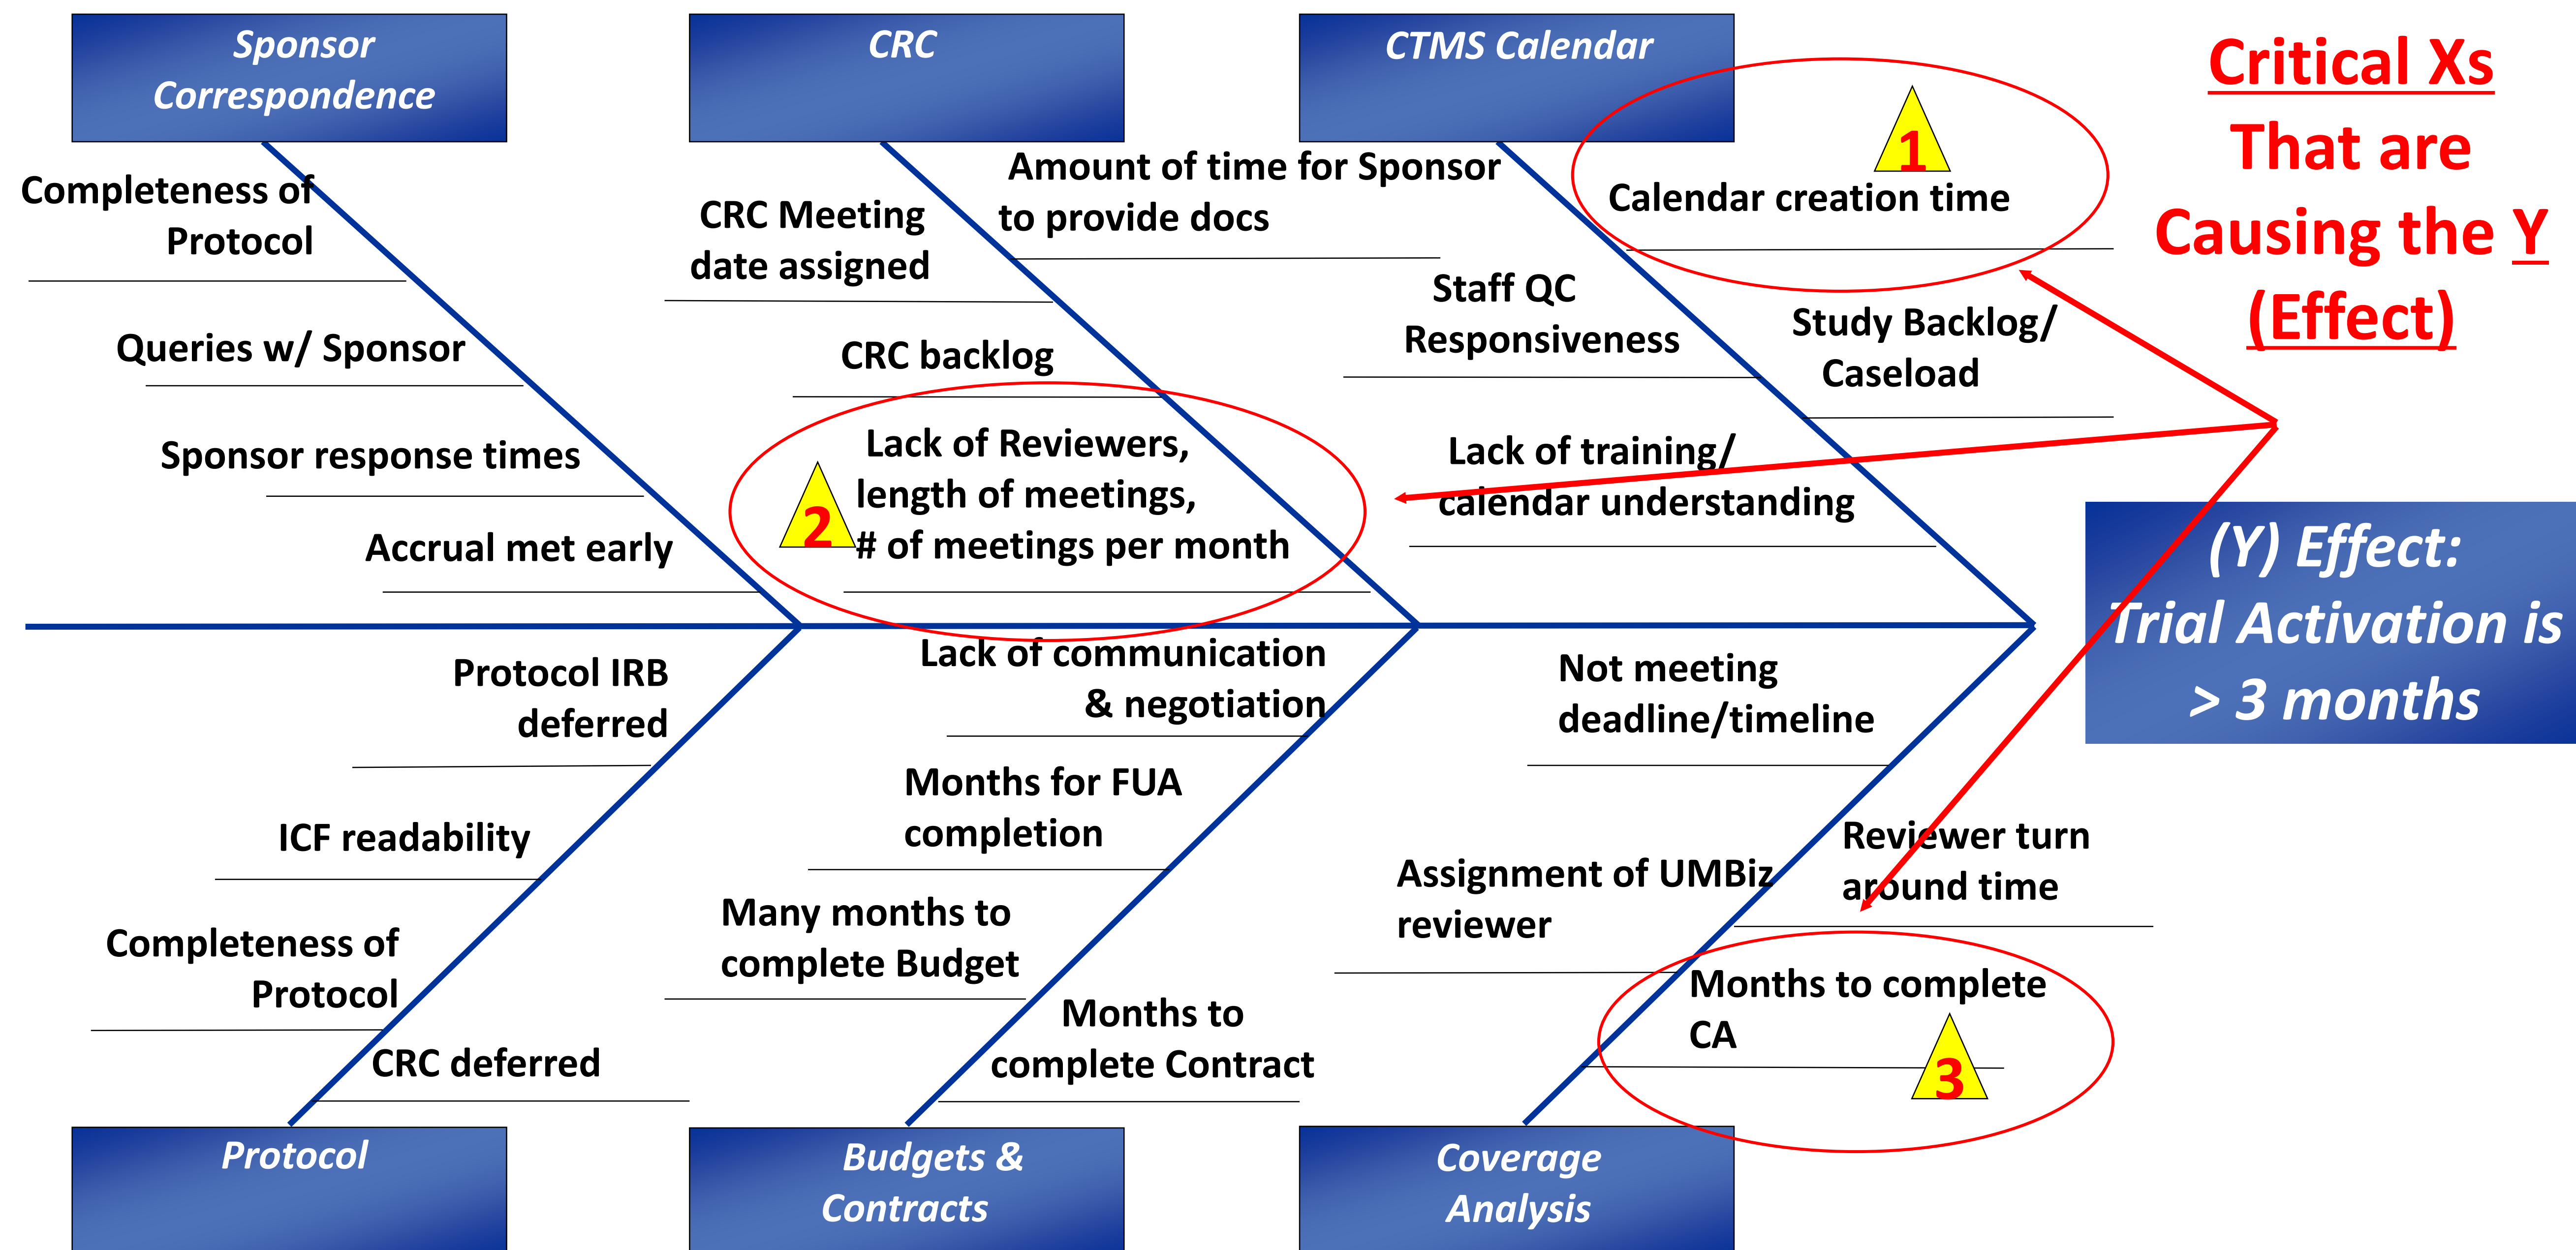 Sponsor
Correspondence
CRC
CTMS Calendar
Critical Xs
That are
Causing the Y
(Effect)
Completeness of
Protocol
Queries w/ Sponsor
Sponsor response times
Accrual met early
CRC Meeting
date assigned
Amount of time for Sponsor
to provide docs
CRC backlog
2
Lack of Reviewers,
length of meetings,
# of meetings per month
1
Calendar creation time
Staff QC
Responsiveness
Study Backlog/
Caseload
Lack of training/
calendar understanding
(Y) Effect:
Trial Activation is
> 3 months
Protocol IRB
deferred
ICF readability
Completeness of
Protocol
CRC deferred
Lack of communication
& negotiation
Months for FUA
completion
Many months to
complete Budget
Months to
complete Contract
Not meeting
deadline/timeline
Assignment of UMBiz
reviewer
Reviewer turn
around time
Months to complete
CA
3
Protocol
Budgets &
Contracts
Coverage
Analysis